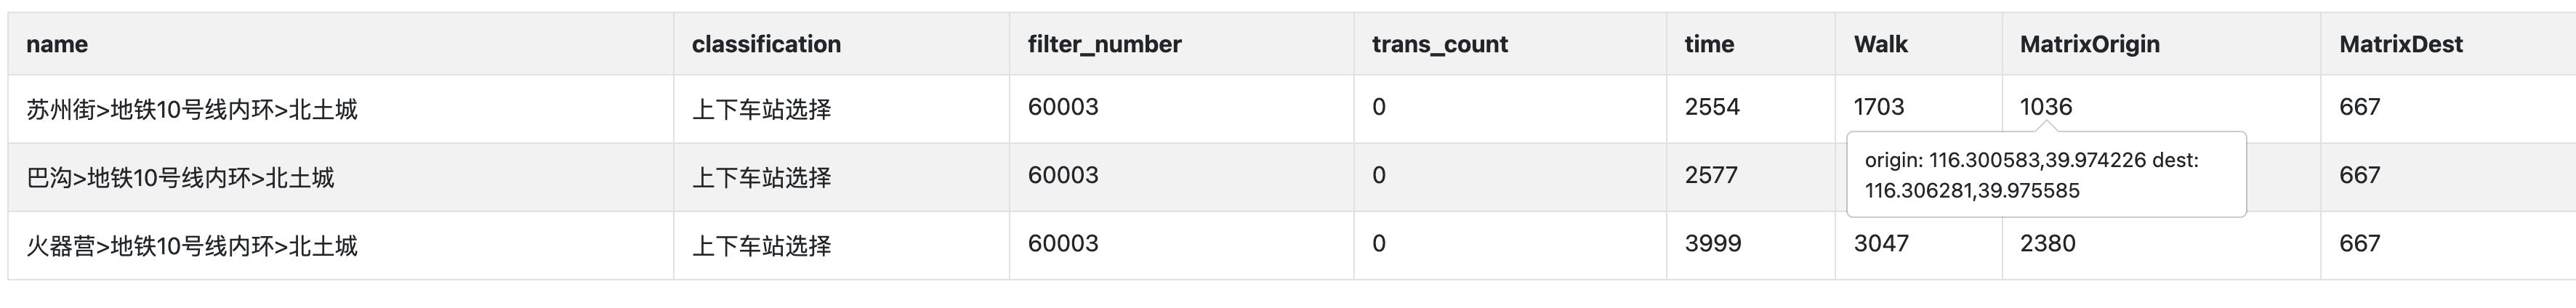 name classification filter_number trans_count time Walk MatrixOrigin MatrixDest
苏州街>地铁10号线内环>北土城 上下车站选择 60003 0 2554 1703 1036 667
巴沟>地铁10号线内环>北土城 上下车站选择 60003 0 2577 667
origin: 116.300583,39.974226 dest:
116.306281,39.975585
火器营>地铁10号线内环>北土城 上下车站选择 60003 0 3999 3047 2380 667